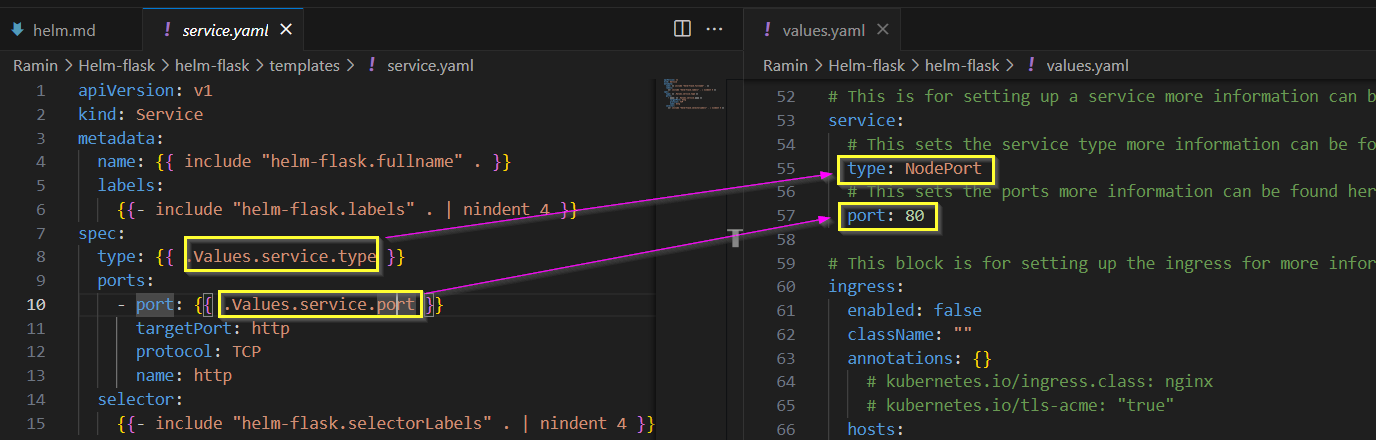 helm.md
service.yaml
Ramin > Helm-flask > helm-flask > templates > ! service.yaml
1 apiVersion: v1
2 kind: Service
3 metadata:
4 name: {{ include "helm-flask.fullname" . }}
5 labels:
6 {{- include "helm-flask.labels" . | nindent 4 }}
7 spec:
8 type: {{ .Values.service.type }}
9 ports:
10 - port: {{ .Values.service.port }}
11 targetPort: http
12 protocol: TCP
13 name: http
14 selector:
15 {{- include "helm-flask.selectorLabels" . | nindent 4 }}
! values.yaml
Ramin > Helm-flask > helm-flask > ! values.yaml
52 # This is for setting up a service more information can b
53 service:
54 # This sets the service type more information can be fo
55 type: NodePort
56 # This sets the ports more information can be found her
57 port: 80
58
59 # This block is for setting up the ingress for more infor
60 ingress:
61 enabled: false
62 className: ""
63 annotations: {}
64 # kubernetes.io/ingress.class: nginx
65 # kubernetes.io/tls-acme: "true"
66 hosts: